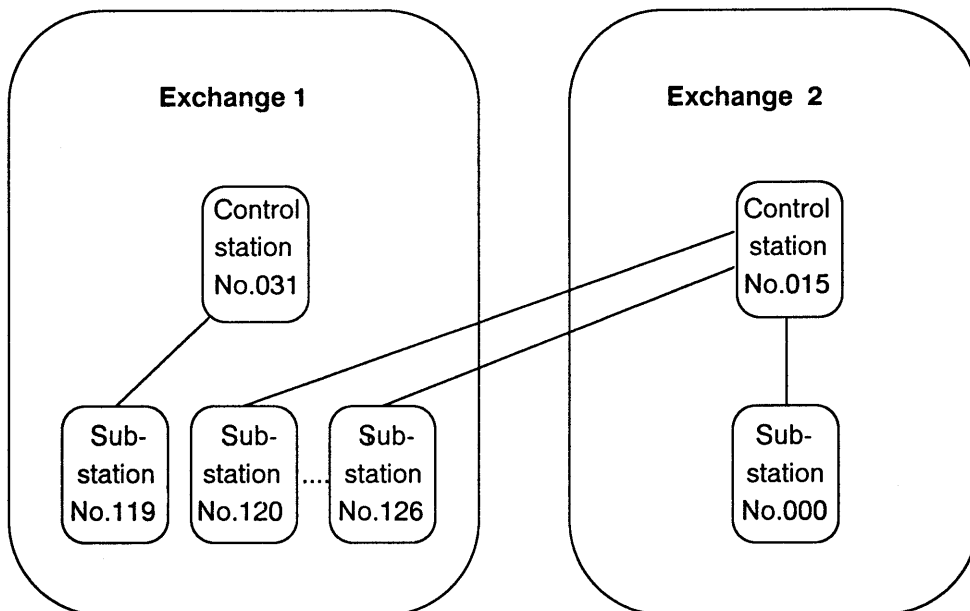 Exchange 1
Control
station
No.031
Sub-
station
No.119
Sub-
station
No.120
....
Sub-
station
No.126
Exchange 2
Control
station
No.015
Sub-
station
No.000